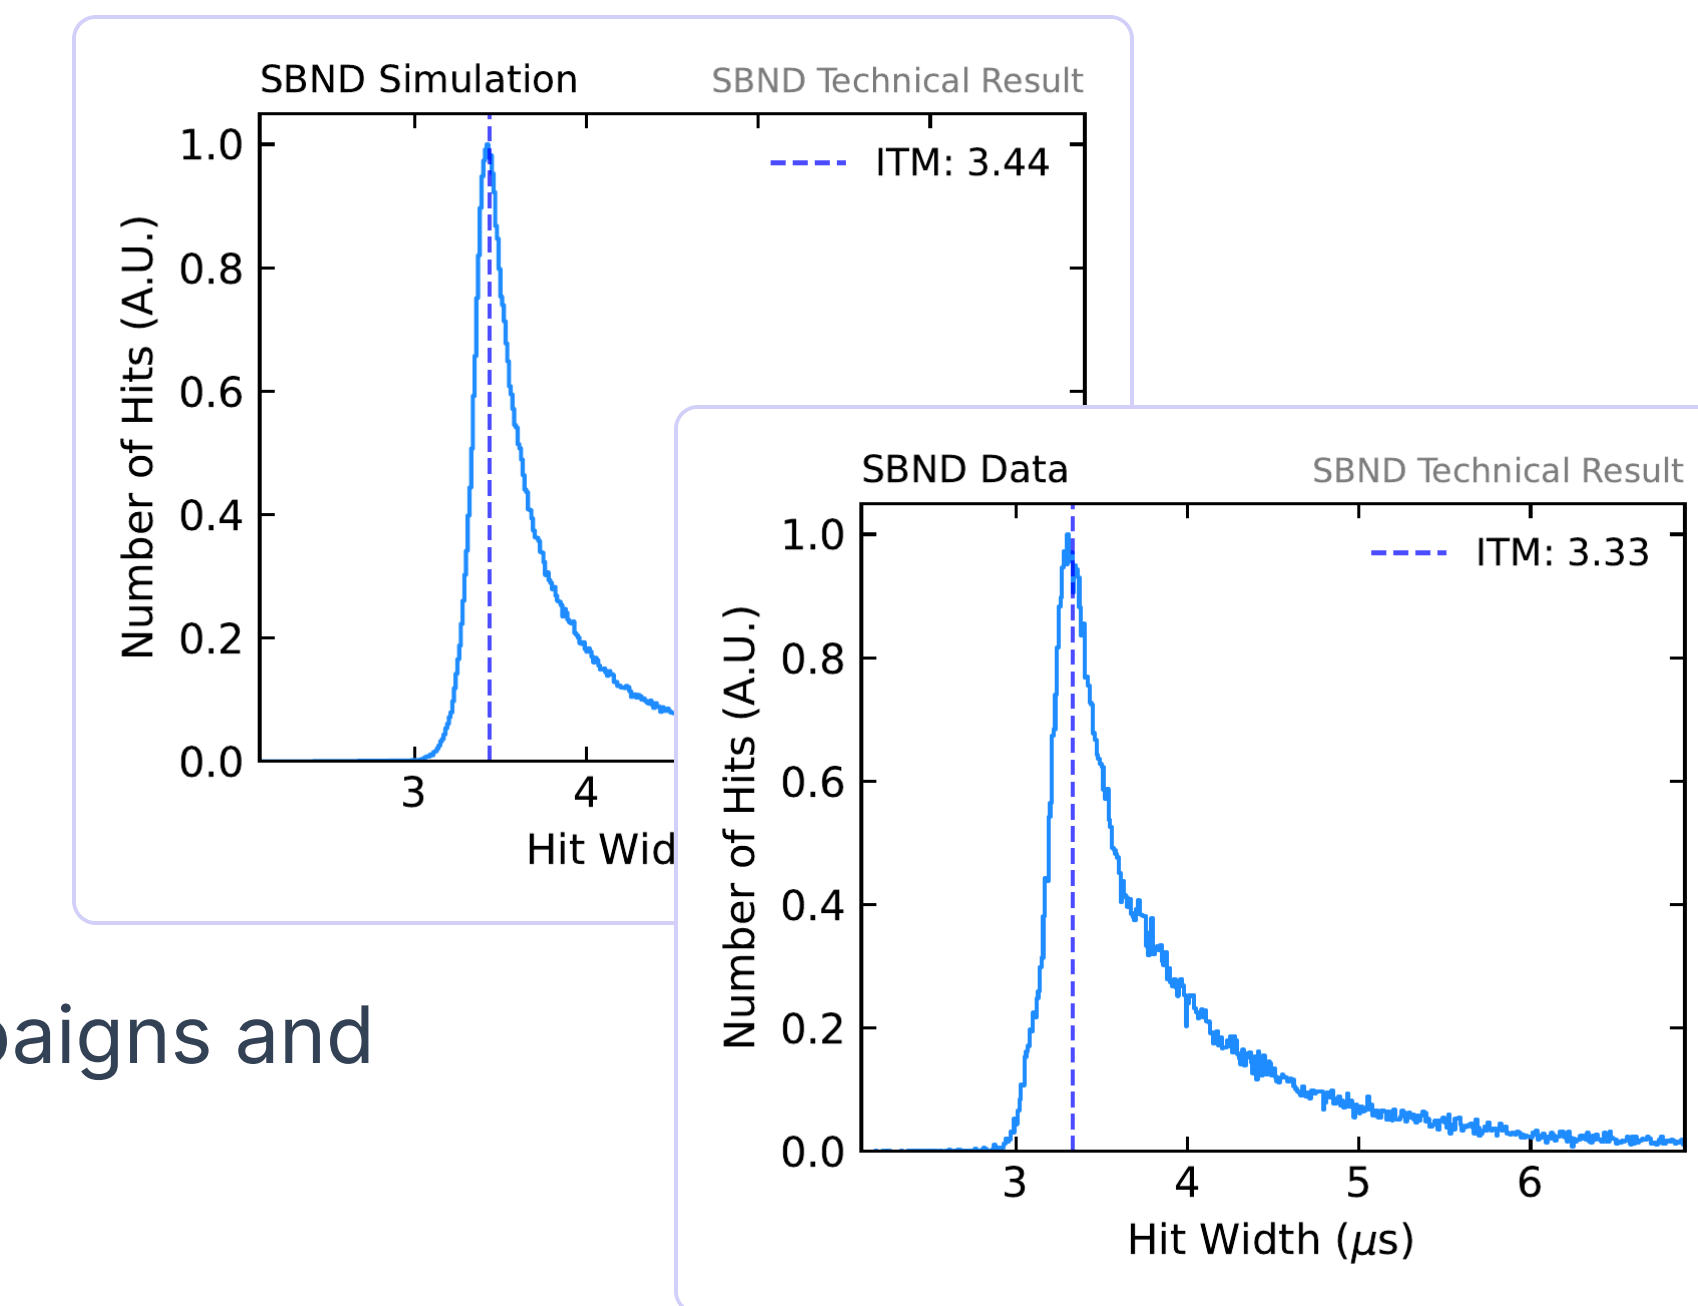 SBND Simulation SBND Technical Result
ITM: 3.44
1.0
0.8
0.6
0.4
0.2
0.0
Number of Hits (A.U.)
3 4
Hit Wid
SBND Data SBND Technical Result
ITM: 3.33
1.0
0.8
0.6
0.4
0.2
0.0
Number of Hits (A.U.)
3 4 5 6
Hit Width (μs)
paigns and